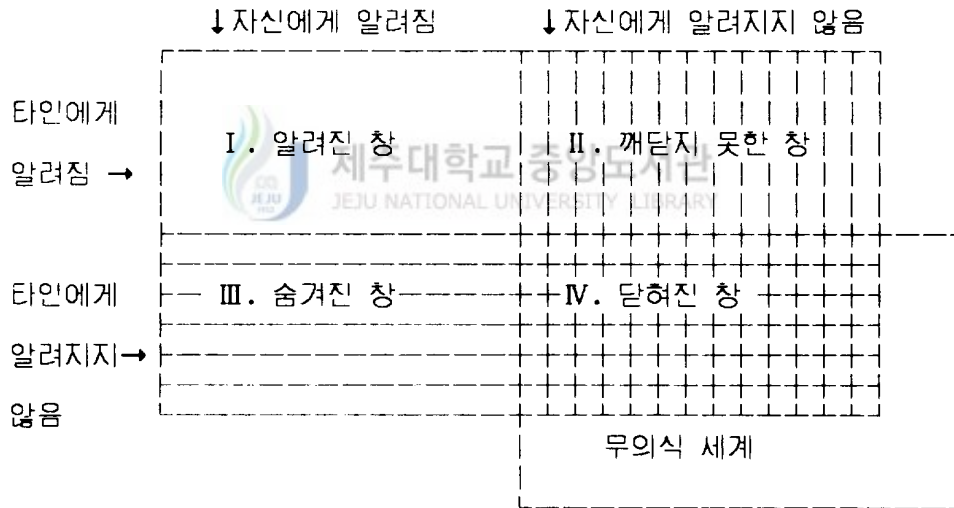 ↓자신에게 알려짐 ↓자신에게 알려지지 않음
타인에게
알려짐 →
Ⅰ. 알려진 창 Ⅱ. 깨닫지 못한 창
제주대학교 중앙도서관
JEJU NATIONAL UNIVERSITY LIBRARY
JEJU
1952
타인에게
알려지지→
않음
Ⅲ. 숨겨진 창 Ⅳ. 닫혀진 창
무의식 세계